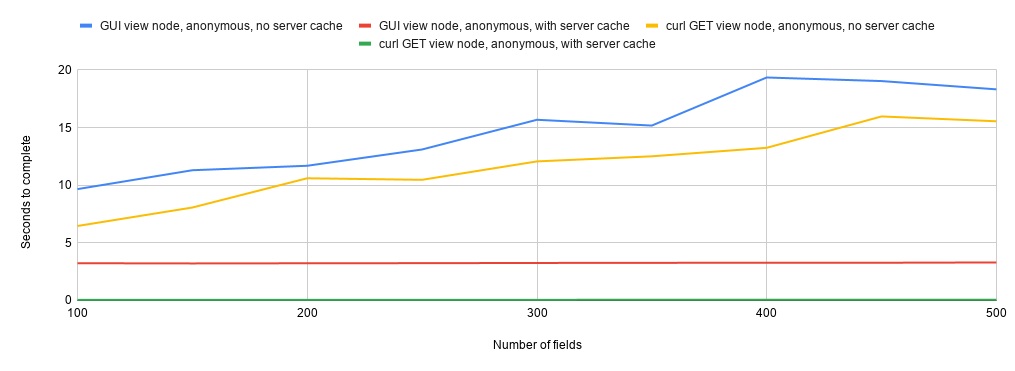 GUI view node, anonymous, no server cache
GUI view node, anonymous, with server cache
curl GET view node, anonymous, no server cache
curl GET view node, anonymous, with server cache
Seconds to complete
20
15
10
5
0
100
200
300
400
500
Number of fields